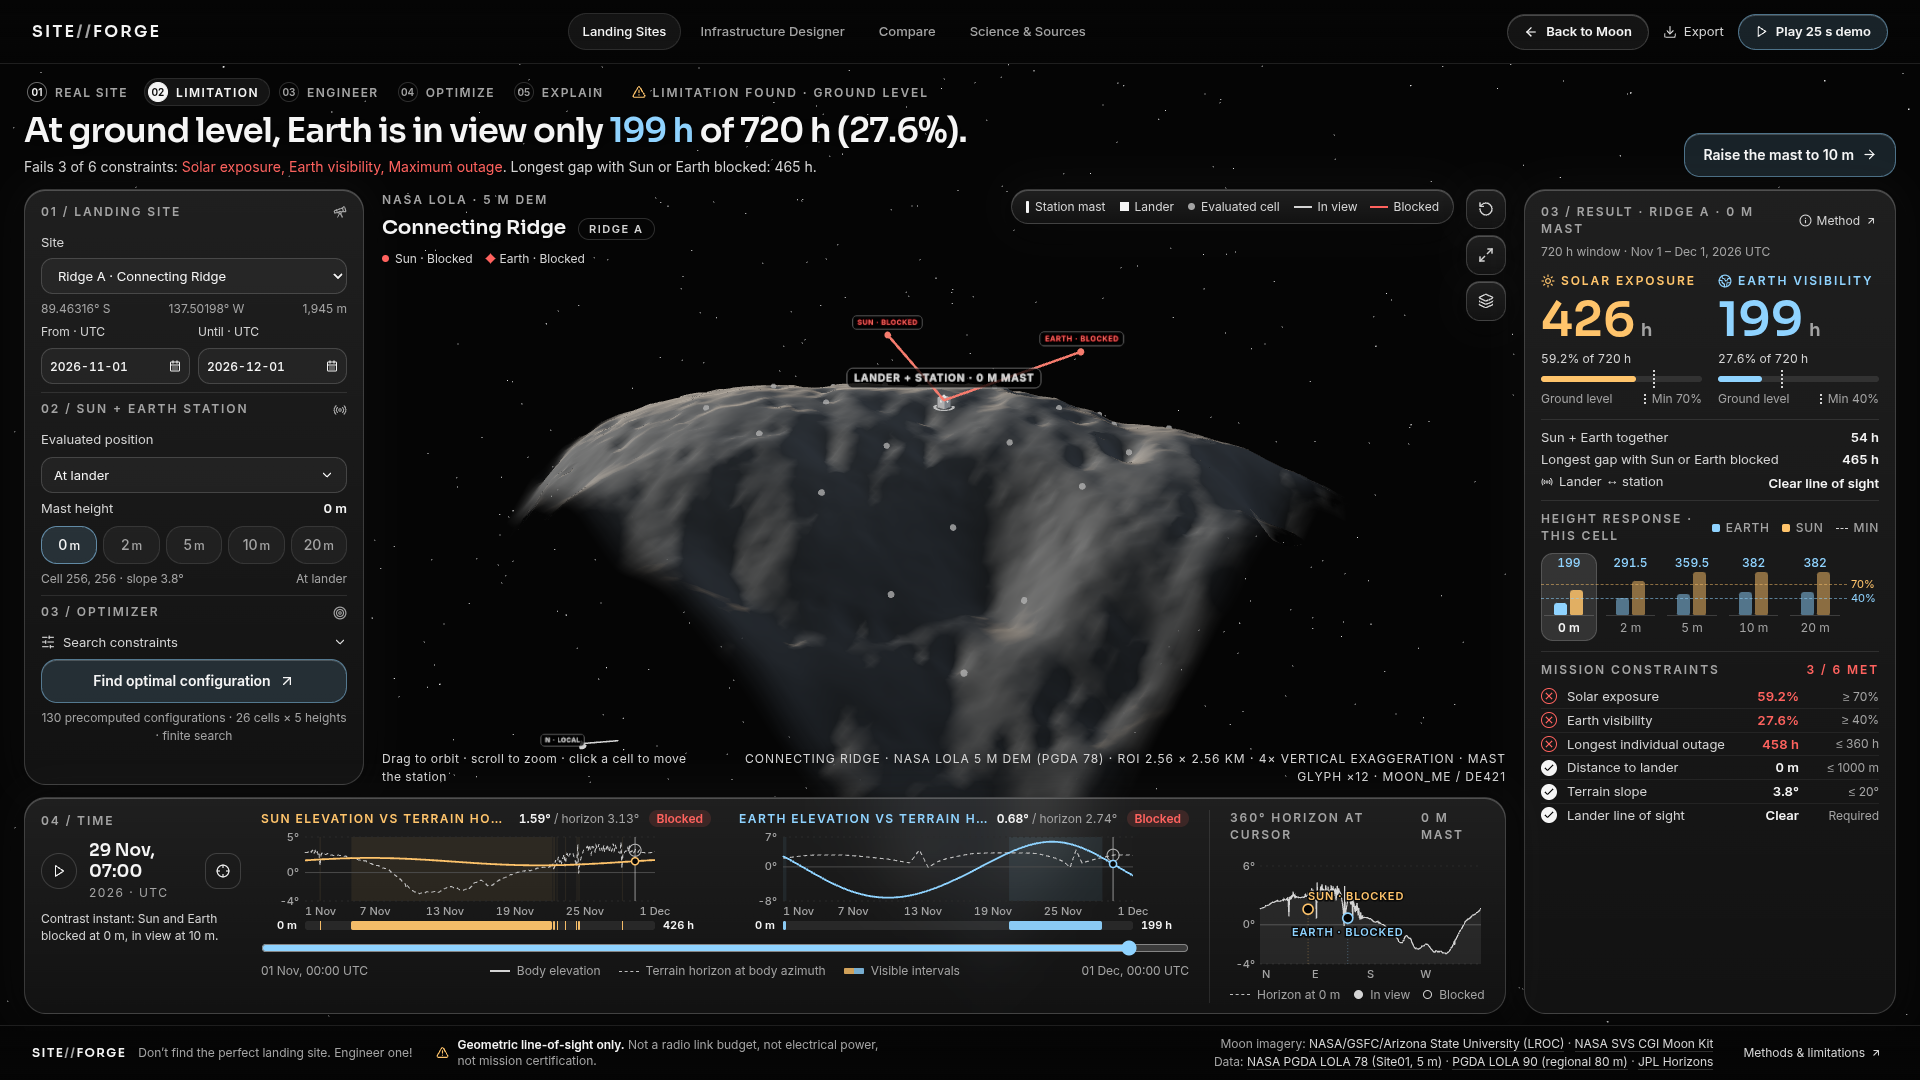 SITE//FORGE
Landing Sites
Infrastructure Designer
Compare
Science & Sources
Back to Moon
Export
Play 25 s demo
01 REAL SITE
02 LIMITATION
03 ENGINEER
04 OPTIMIZE
05 EXPLAIN
LIMITATION FOUND · GROUND LEVEL
At ground level, Earth is in view only 199 h of 720 h (27.6%).
Fails 3 of 6 constraints: Solar exposure, Earth visibility, Maximum outage. Longest gap with Sun or Earth blocked: 465 h.
Raise the mast to 10 m
01 / LANDING SITE
Site
Ridge A · Connecting Ridge
89.46316° S 137.50198° W 1,945 m
From · UTC Until · UTC
2026-11-01 2026-12-01
02 / SUN + EARTH STATION
Evaluated position
At lander
Mast height 0 m
0 m 2 m 5 m 10 m 20 m
Cell 256, 256 · slope 3.8° At lander
03 / OPTIMIZER
Search constraints
Find optimal configuration
130 precomputed configurations · 26 cells × 5 heights
· finite search
NASA LOLA · 5 M DEM
Connecting Ridge RIDGE A
Sun · Blocked Earth · Blocked
Station mast Lander Evaluated cell In view Blocked
SUN · BLOCKED
EARTH · BLOCKED
LANDER + STATION · 0 M MAST
N · LOCAL
Drag to orbit · scroll to zoom · click a cell to move
the station
CONNECTING RIDGE · NASA LOLA 5 M DEM (PGDA 78) · ROI 2.56 × 2.56 KM · 4× VERTICAL EXAGGERATION · MAST
GLYPH ×12 · MOON_ME / DE421
03 / RESULT · RIDGE A · 0 M
MAST
Method
720 h window · Nov 1 – Dec 1, 2026 UTC
SOLAR EXPOSURE EARTH VISIBILITY
426 h 199 h
59.2% of 720 h 27.6% of 720 h
Ground level Min 70% Ground level Min 40%
Sun + Earth together 54 h
Longest gap with Sun or Earth blocked 465 h
Lander ↔ station Clear line of sight
HEIGHT RESPONSE ·
THIS CELL
EARTH SUN MIN
199 291.5 359.5 382 382
70%
40%
0 m 2 m 5 m 10 m 20 m
MISSION CONSTRAINTS 3 / 6 MET
Solar exposure 59.2% ≥ 70%
Earth visibility 27.6% ≥ 40%
Longest individual outage 458 h ≤ 360 h
Distance to lander 0 m ≤ 1000 m
Terrain slope 3.8° ≤ 20°
Lander line of sight Clear Required
04 / TIME
29 Nov,
07:00
2026 · UTC
Contrast instant: Sun and Earth
blocked at 0 m, in view at 10 m.
SUN ELEVATION VS TERRAIN HO... 1.59° / horizon 3.13° Blocked
5°
0°
-4°
1 Nov 7 Nov 13 Nov 19 Nov 25 Nov 1 Dec
0 m 426 h
EARTH ELEVATION VS TERRAIN H... 0.68° / horizon 2.74° Blocked
7°
0°
-8°
1 Nov 7 Nov 13 Nov 19 Nov 25 Nov 1 Dec
0 m 199 h
01 Nov, 00:00 UTC Body elevation Terrain horizon at body azimuth Visible intervals 01 Dec, 00:00 UTC
360° HORIZON AT
CURSOR
0 M
MAST
6°
0°
-4°
SUN · BLOCKED
EARTH · BLOCKED
N E S W
Horizon at 0 m In view Blocked
SITE//FORGE Don't find the perfect landing site. Engineer one!
Geometric line-of-sight only. Not a radio link budget, not electrical power,
not mission certification.
Moon imagery: NASA/GSFC/Arizona State University (LROC) · NASA SVS CGI Moon Kit
Data: NASA PGDA LOLA 78 (Site01, 5 m) · PGDA LOLA 90 (regional 80 m) · JPL Horizons
Methods & limitations